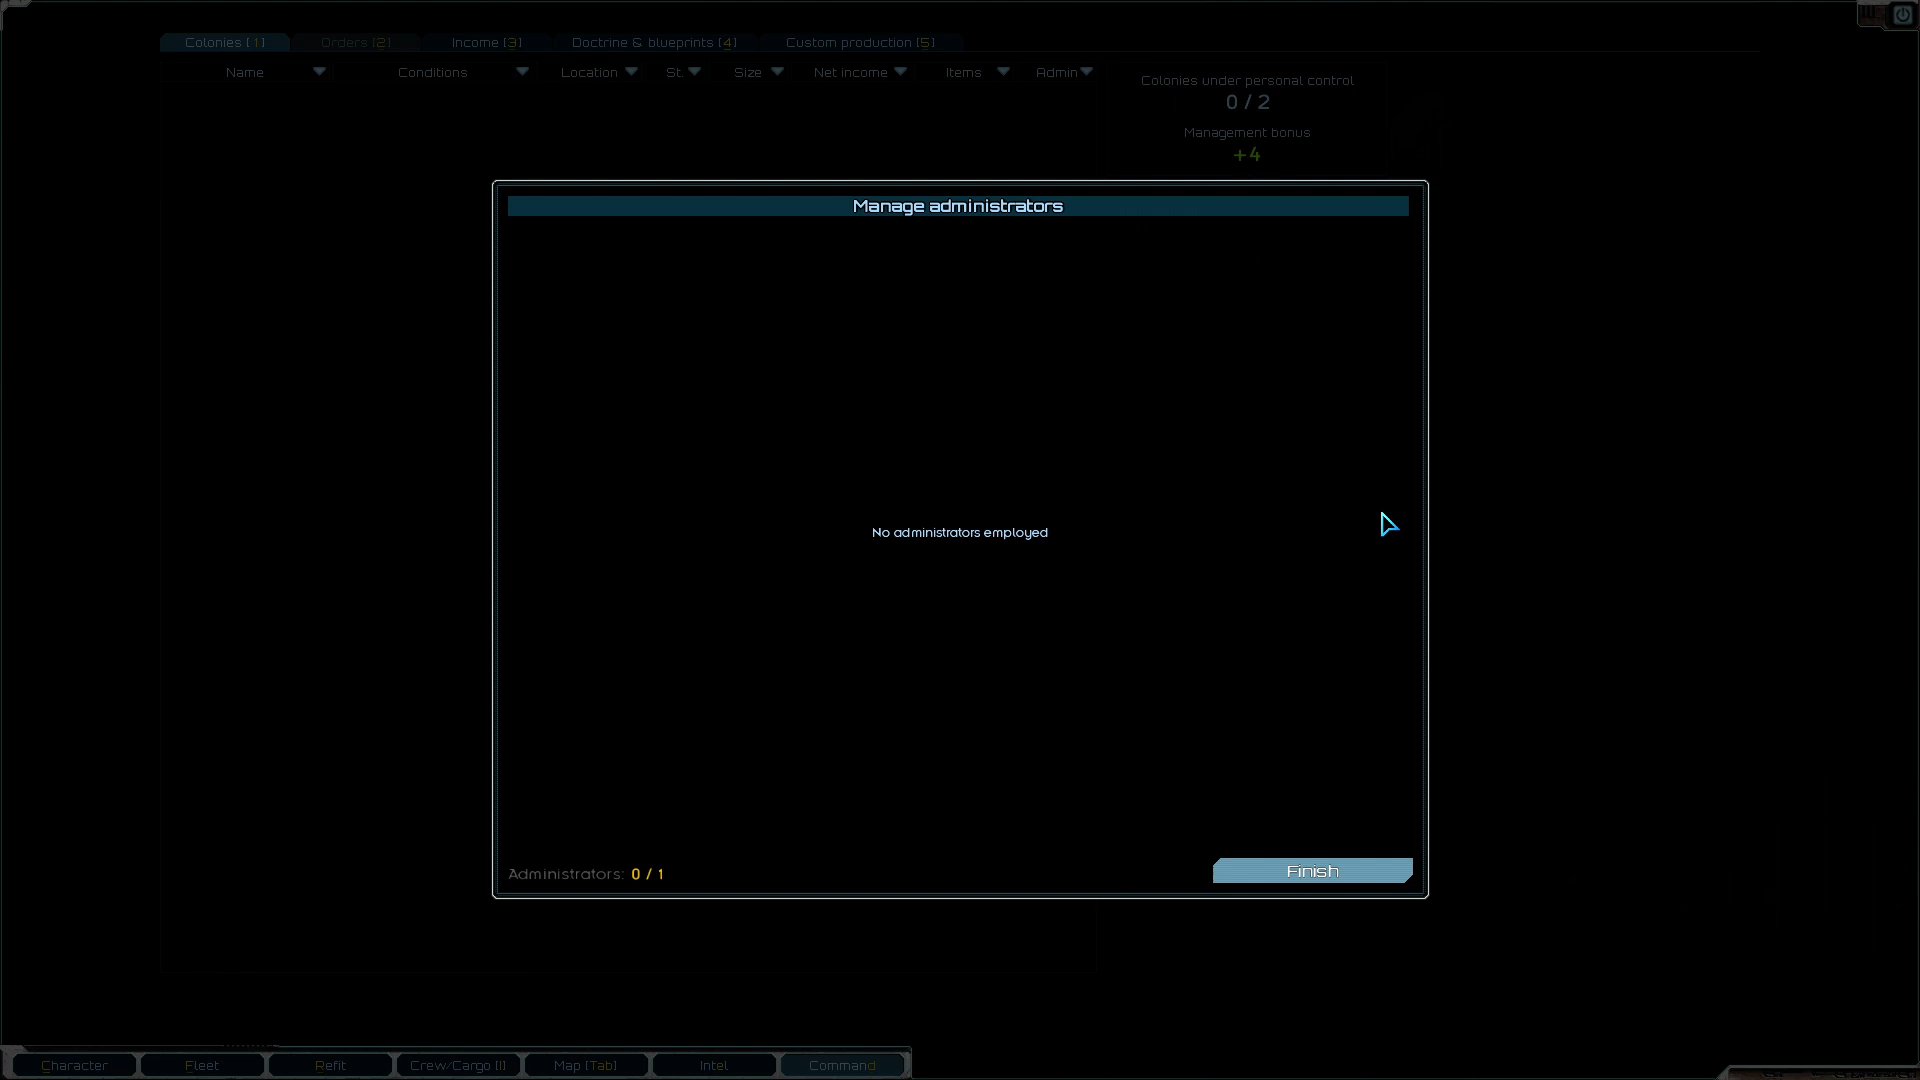 Colonies [1] Orders [2] Income [3] Doctrine & blueprints [4] Custom production [5]
Name Conditions Location St. Size Net income Items Admin
Colonies under personal control
0 / 2
Management bonus
+4
Manage administrators
No administrators employed
Administrators: 0 / 1
Finish
Character Fleet Refit Crew/Cargo [I] Map [Tab] Intel Command